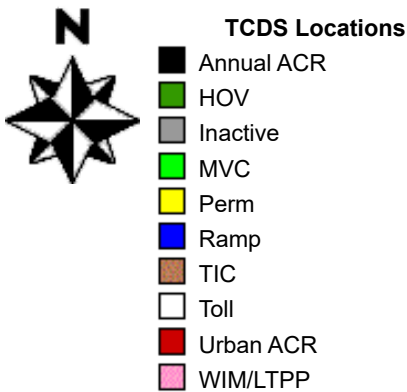 N
TCDS Locations
Annual ACR
HOV
Inactive
MVC
Perm
Ramp
TIC
Toll
Urban ACR
WIM/LTPP